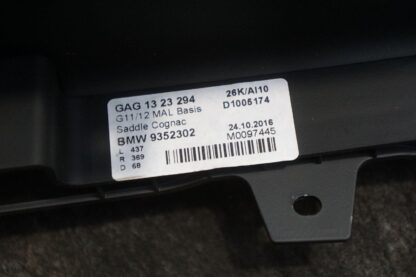 GAG 13 23 294 26K/AI10
G11/12 MAL Basis D1005174
Saddle Cognac
BMW 9352302 24.10.2016
L 437 M0097445
R 369
D 68